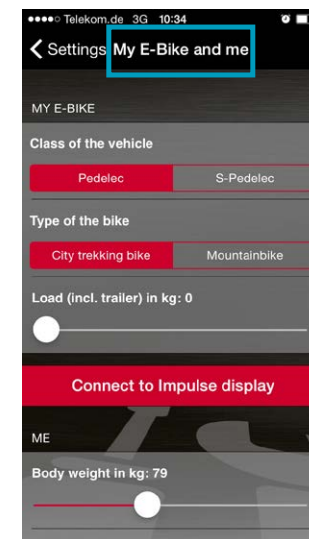 Telekom.de 3G 10:34
Settings My E-Bike and me
MY E-BIKE
Class of the vehicle
Pedelec S-Pedelec
Type of the bike
City trekking bike Mountainbike
Load (incl. trailer) in kg: 0
Connect to Impulse display
ME
Body weight in kg: 79